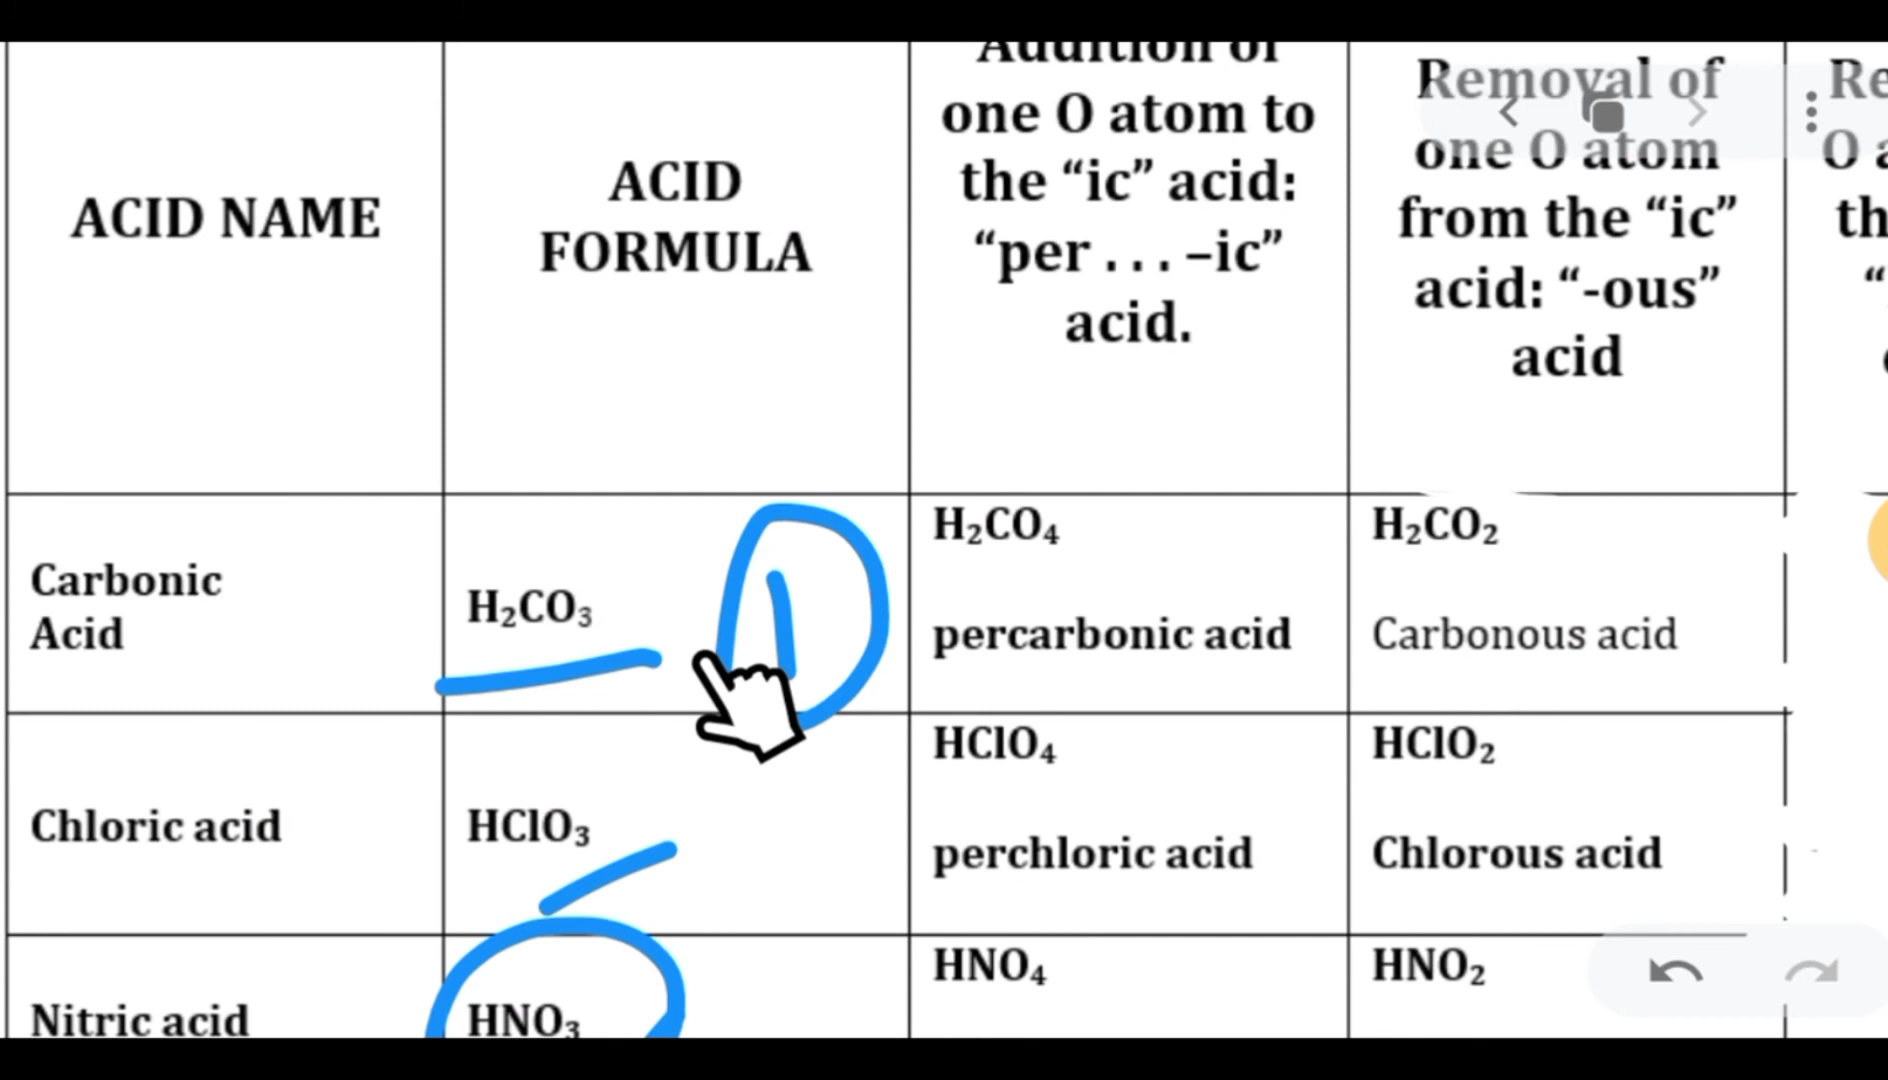 ACID NAME
ACID
FORMULA
Addition of
one O atom to
the “ic” acid:
“per . . . –ic”
acid.
Removal of
one O atom
from the “ic”
acid: “-ous”
acid
Carbonic
Acid
H₂CO₃
H₂CO₄
percarbonic acid
H₂CO₂
Carbonous acid
Chloric acid
HClO₃
HClO₄
perchloric acid
HClO₂
Chlorous acid
Nitric acid
HNO₃
HNO₄
HNO₂